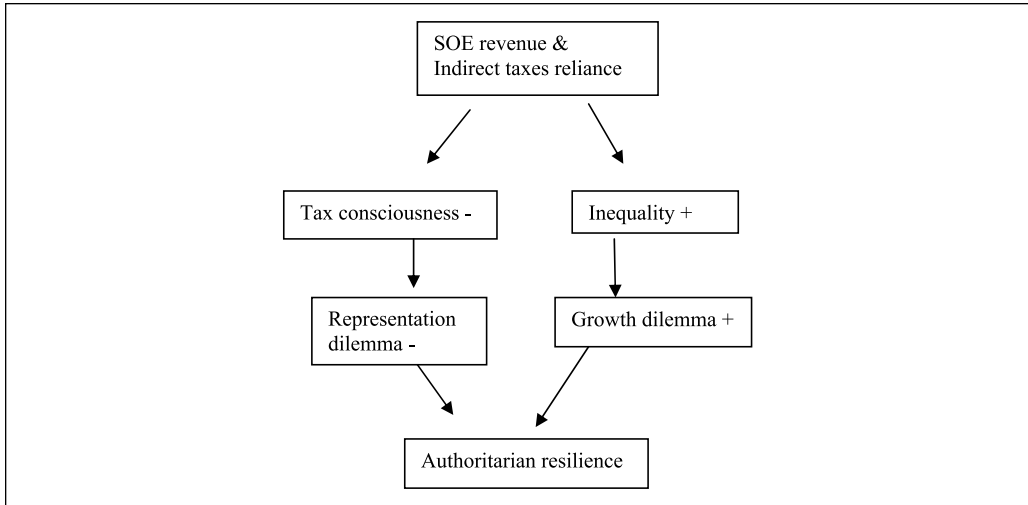 SOE revenue &
Indirect taxes reliance
Tax consciousness -
Inequality +
Representation
dilemma -
Growth dilemma +
Authoritarian resilience